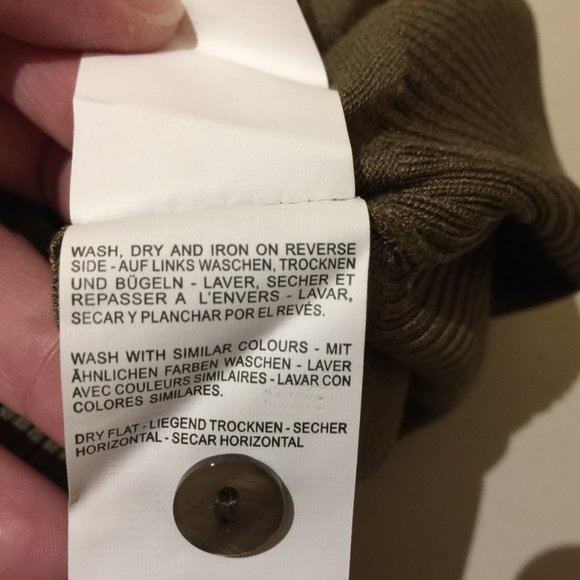 WASH, DRY AND IRON ON REVERSE
SIDE - AUF LINKS WASCHEN, TROCKNEN
UND BÜGELN - LAVER, SECHER ET
REPASSER A L'ENVERS - LAVAR,
SECAR Y PLANCHAR POR EL REVÉS.
WASH WITH SIMILAR COLOURS - MIT
ÄHNLICHEN FARBEN WASCHEN - LAVER
AVEC COULEURS SIMILAIRES - LAVAR CON
COLORES SIMILARES.
DRY FLAT - LIEGEND TROCKNEN - SECHER
HORIZONTAL - SECAR HORIZONTAL